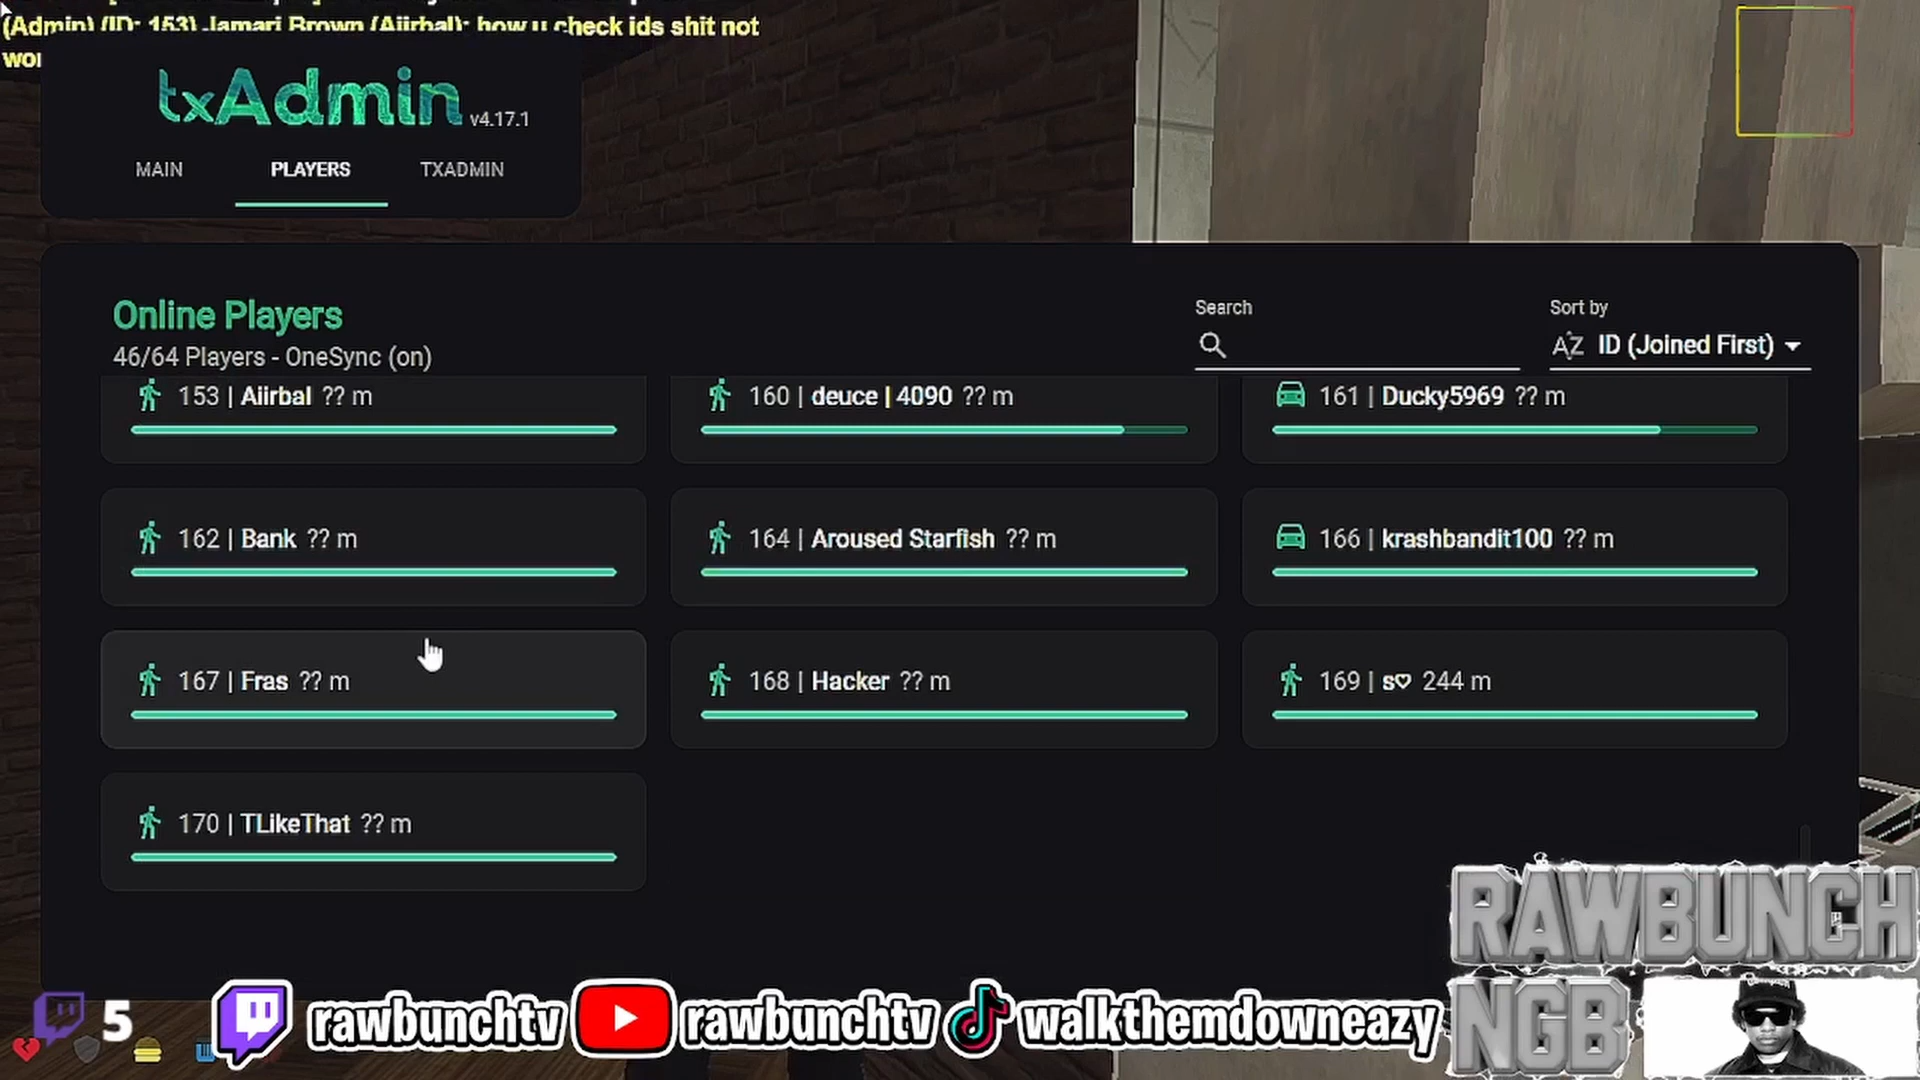 (Admin) (ID: 153) Jamari Brown (Aiirbal): how u check ids shit not
txAdmin v4.17.1
MAIN PLAYERS TXADMIN
Online Players
46/64 Players - OneSync (on)
Search
Sort by
AZ ID (Joined First)
153 | Aiirbal ?? m
160 | deuce | 4090 ?? m
161 | Ducky5969 ?? m
162 | Bank ?? m
164 | Aroused Starfish ?? m
166 | krashbandit100 ?? m
167 | Fras ?? m
168 | Hacker ?? m
169 | s♡ 244 m
170 | TLikeThat ?? m
RAWBUNCH
NGB
5
rawbunchtv
rawbunchtv
walkthemdowneazy